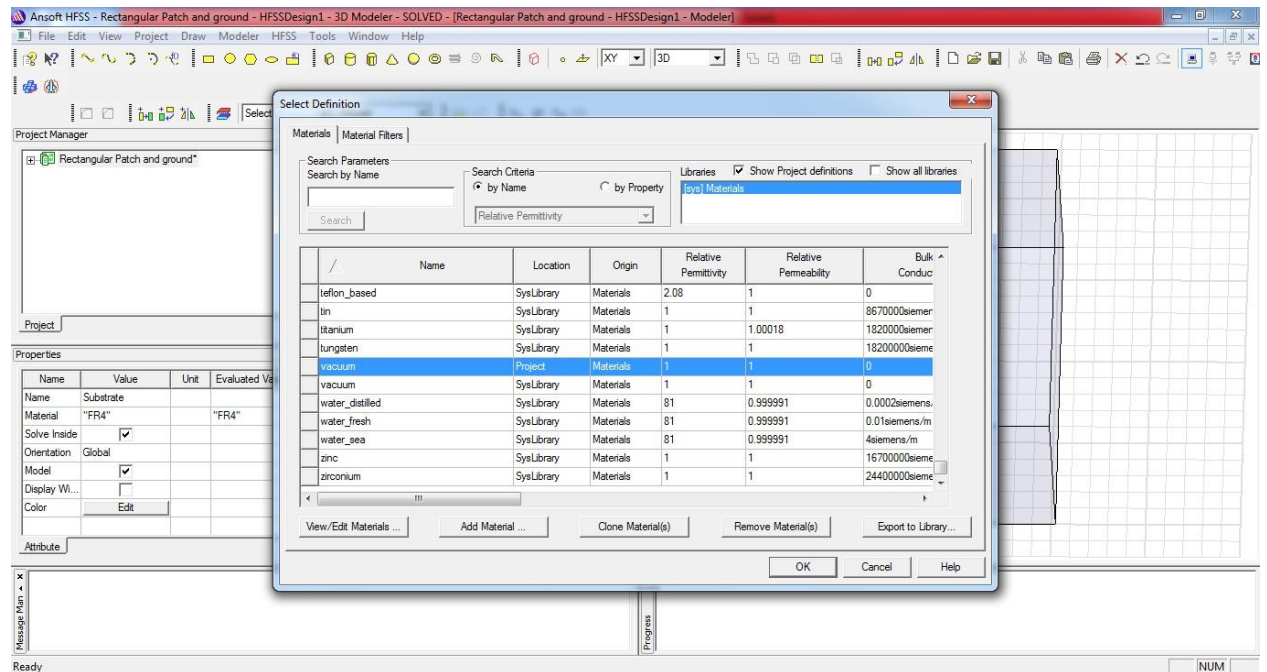 Ansoft HFSS - Rectangular Patch and ground - HFSSDesign1 - 3D Modeler - SOLVED - [Rectangular Patch and ground - HFSSDesign1 - Modeler]
File Edit View Project Draw Modeler HFSS Tools Window Help
XY 3D
Select
Project Manager
Rectangular Patch and ground*
Project
Properties
Name Value Unit Evaluated Va
Name Substrate
Material "FR4" "FR4"
Solve Inside
Orientation Global
Model
Display Wi...
Color Edit
Attribute
Select Definition
Materials Material Filters
Search Parameters
Search by Name
Search
Search Criteria
by Name by Property
Relative Permittivity
Libraries Show Project definitions Show all libraries
[sys] Materials
/ Name Location Origin Relative Permittivity Relative Permeability Bulk Conduc
teflon_based SysLibrary Materials 2.08 1 0
tin SysLibrary Materials 1 1 8670000siemen
titanium SysLibrary Materials 1 1.00018 1820000siemen
tungsten SysLibrary Materials 1 1 18200000sieme
vacuum Project Materials 1 1 0
vacuum SysLibrary Materials 1 1 0
water_distilled SysLibrary Materials 81 0.999991 0.0002siemens.
water_fresh SysLibrary Materials 81 0.999991 0.01siemens/m
water_sea SysLibrary Materials 81 0.999991 4siemens/m
zinc SysLibrary Materials 1 1 16700000sieme
zirconium SysLibrary Materials 1 1 24400000sieme
View/Edit Materials ... Add Material ... Clone Material(s) Remove Material(s) Export to Library...
OK Cancel Help
Message Man
Progress
Ready
NUM